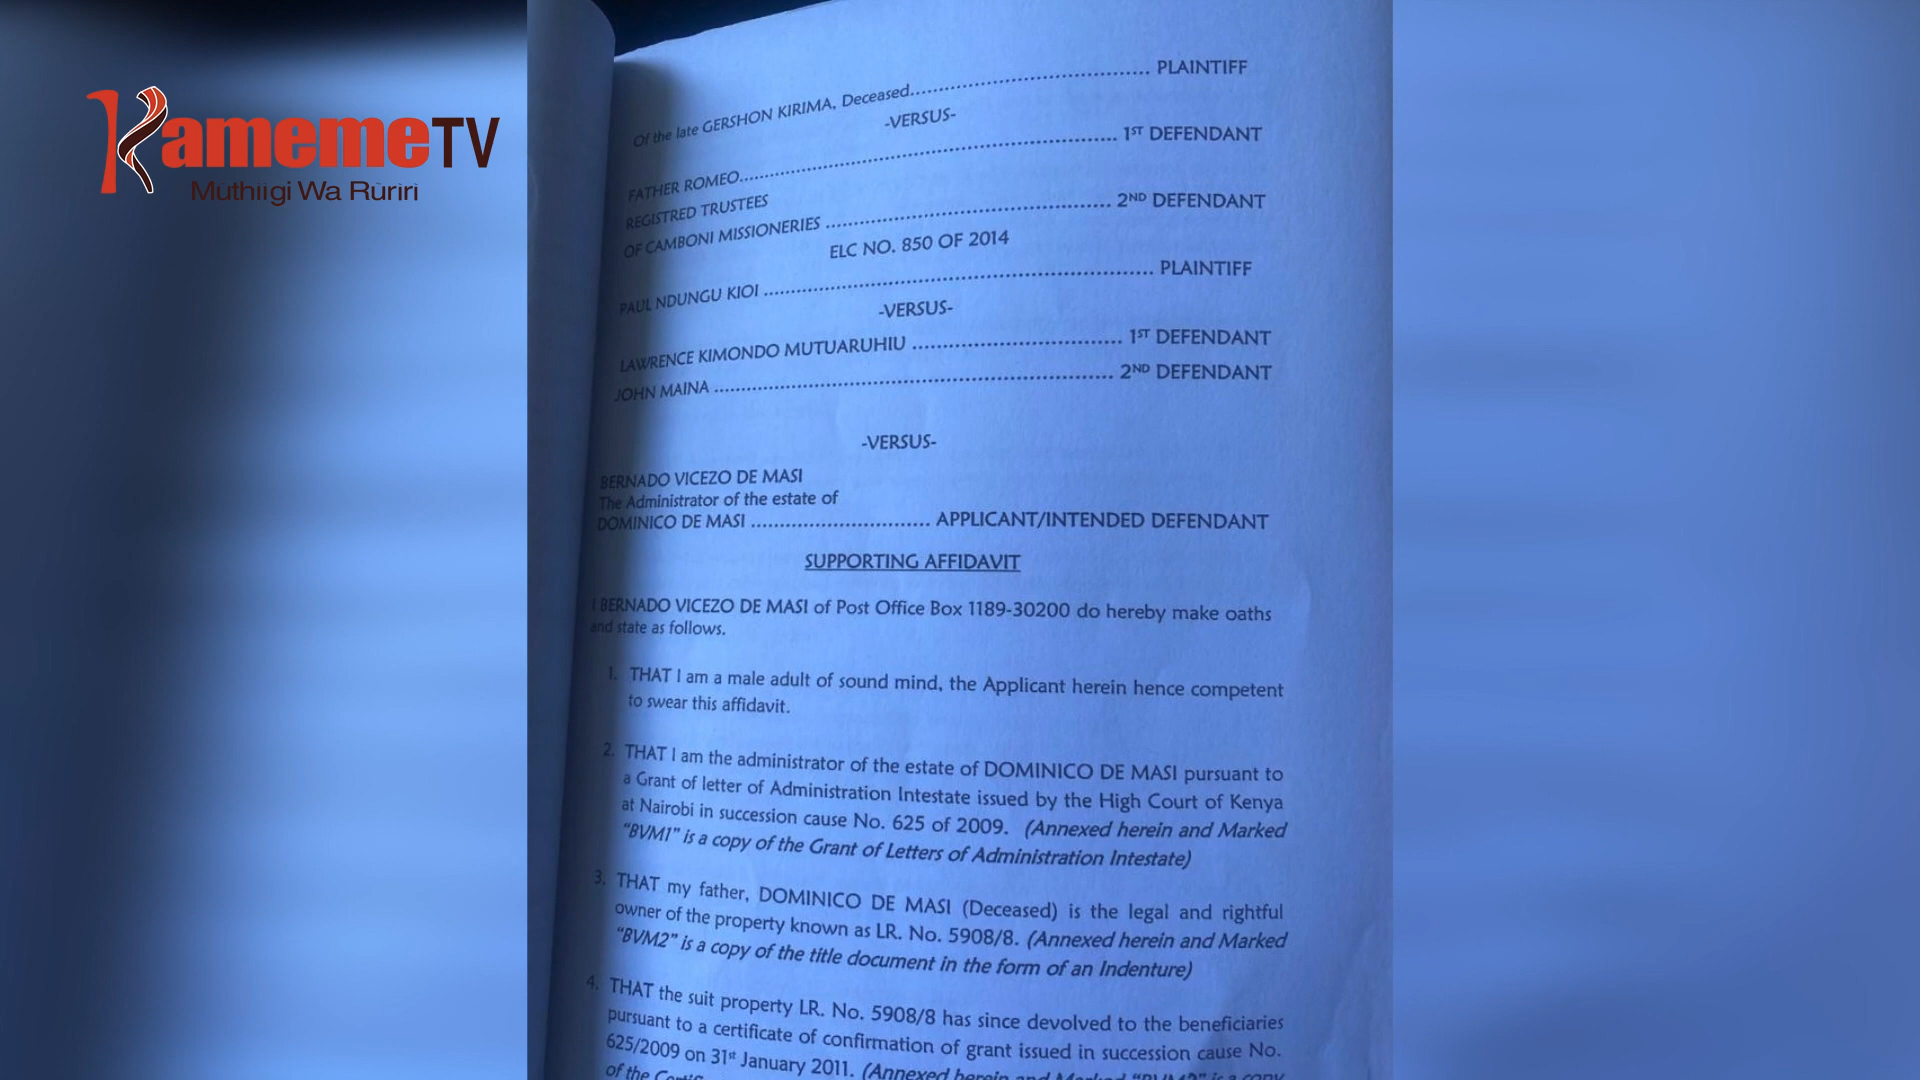 Kameme TV
Mũthiigi Wa Rũrĩrĩ
Of the late GERSHON KIRIMA, Deceased.......................................... PLAINTIFF
-VERSUS-
FATHER ROMEO................................................................ 1ST DEFENDANT
REGISTRED TRUSTEES
OF CAMBONI MISSIONERIES ................................................. 2ND DEFENDANT
ELC NO. 850 OF 2014
PAUL NDUNGU KIOI .................................................................... PLAINTIFF
-VERSUS-
LAWRENCE KIMONDO MUTUARUHIU .................................... 1ST DEFENDANT
JOHN MAINA ..................................................................... 2ND DEFENDANT
-VERSUS-
BERNADO VICEZO DE MASI
The Administrator of the estate of
DOMINICO DE MASI ............................... APPLICANT/INTENDED DEFENDANT
SUPPORTING AFFIDAVIT
I BERNADO VICEZO DE MASI of Post Office Box 1189-30200 do hereby make oaths
and state as follows.
1. THAT I am a male adult of sound mind, the Applicant herein hence competent
to swear this affidavit.
2. THAT I am the administrator of the estate of DOMINICO DE MASI pursuant to
a Grant of letter of Administration Intestate issued by the High Court of Kenya
at Nairobi in succession cause No. 625 of 2009. (Annexed herein and Marked
"BVM1" is a copy of the Grant of Letters of Administration Intestate)
3. THAT my father, DOMINICO DE MASI (Deceased) is the legal and rightful
owner of the property known as LR. No. 5908/8. (Annexed herein and Marked
"BVM2" is a copy of the title document in the form of an Indenture)
4. THAT the suit property LR. No. 5908/8 has since devolved to the beneficiaries
pursuant to a certificate of confirmation of grant issued in succession cause No.
625/2009 on 31st January 2011. (Annexed herein and Marked is a copy
of the